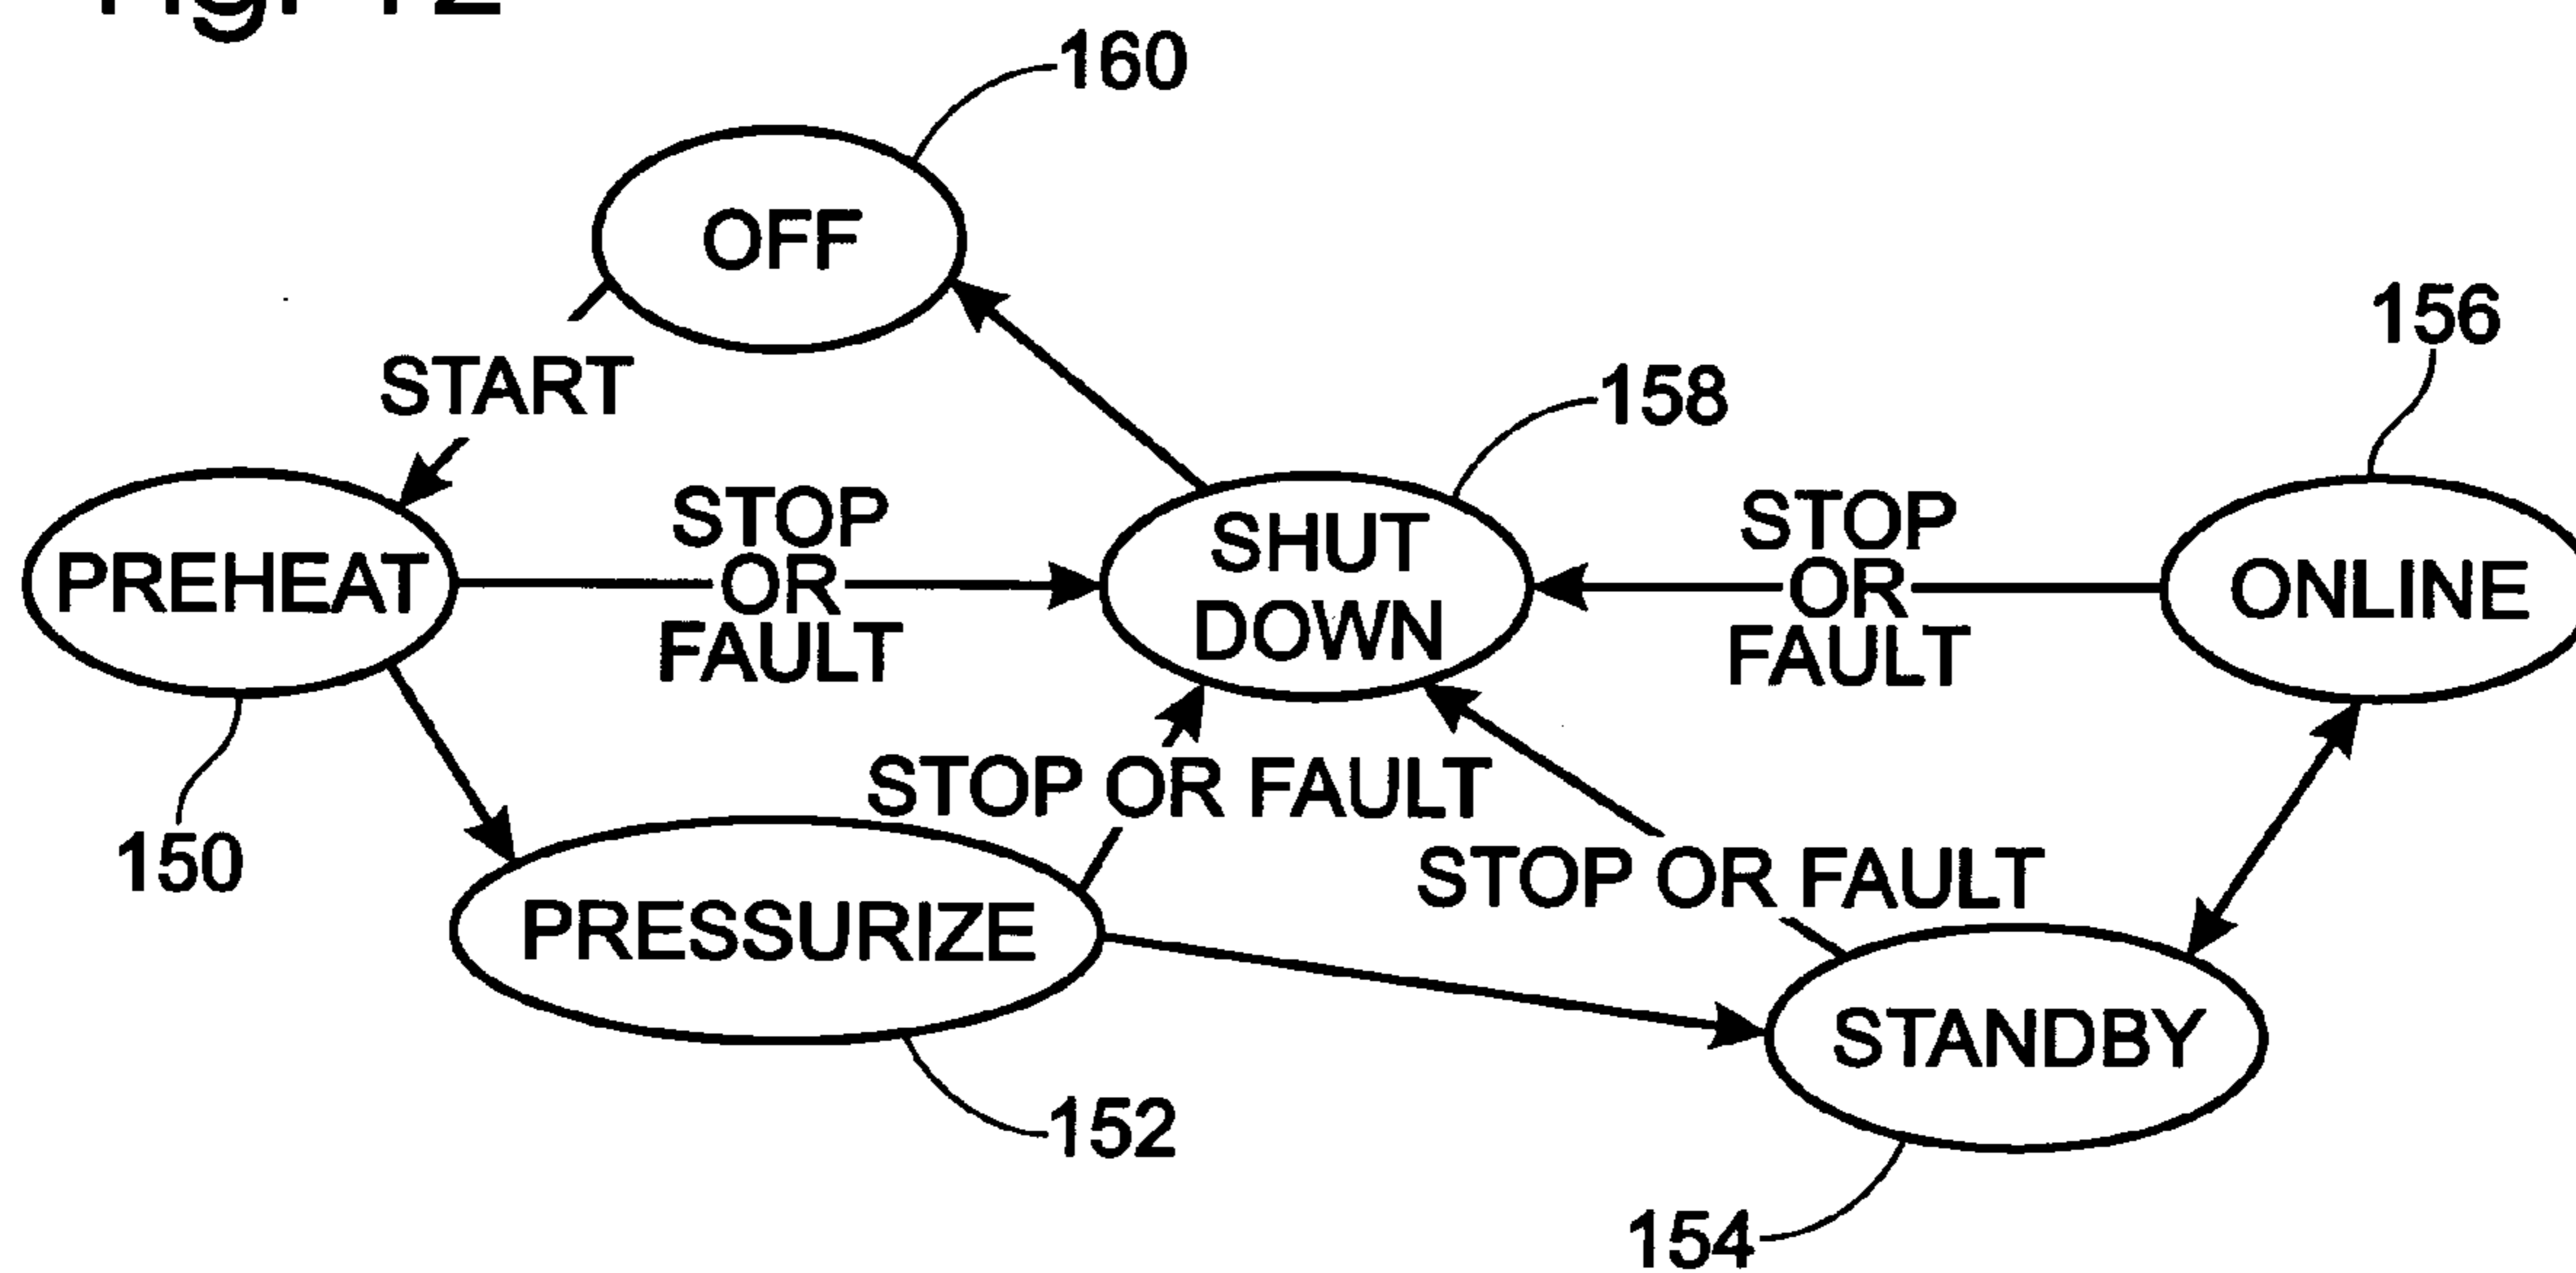 Fig. 12
160
OFF
156
START
158
STOP
OR
FAULT
SHUT
DOWN
STOP
OR
FAULT
PREHEAT
ONLINE
STOP OR FAULT
150
STOP OR FAULT
PRESSURIZE
STANDBY
152
154